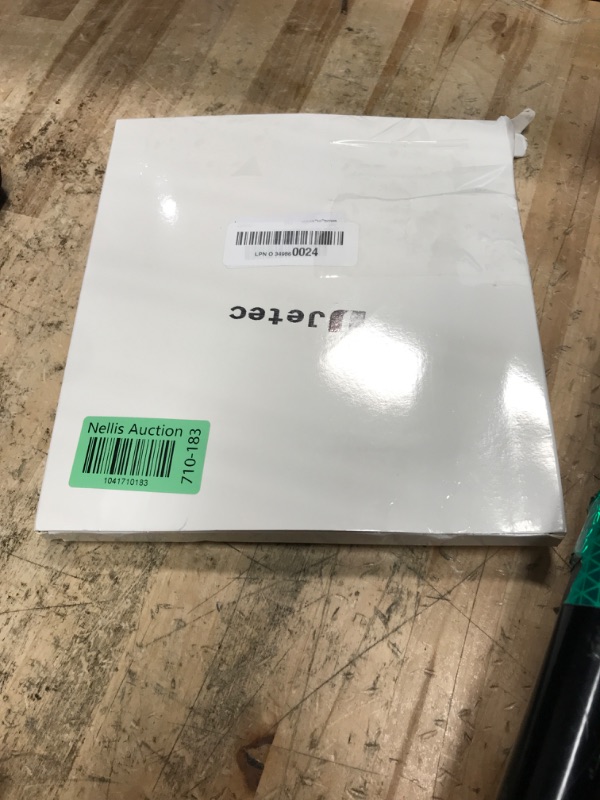 LPN O 34986 0024
Jetec
Nellis Auction
1041710183
710-183